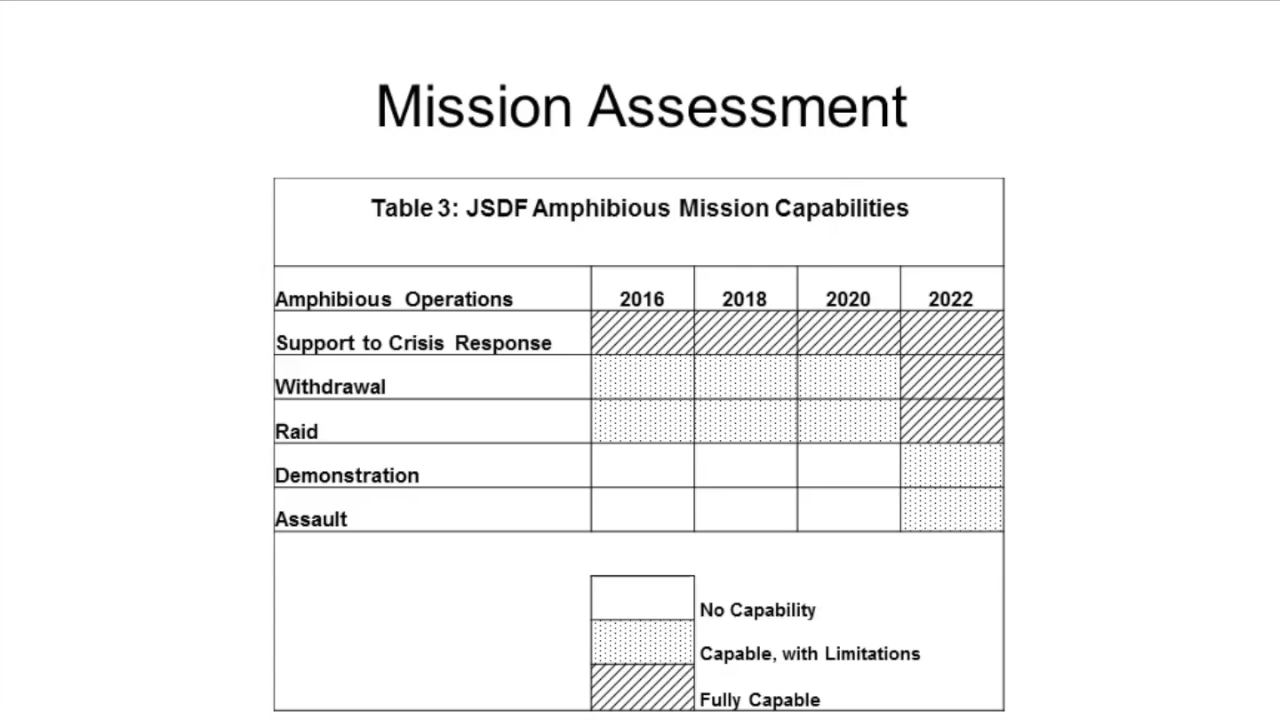 Mission Assessment
Table 3: JSDF Amphibious Mission Capabilities
Amphibious Operations 2016 2018 2020 2022
Support to Crisis Response
Withdrawal
Raid
Demonstration
Assault
No Capability
Capable, with Limitations
Fully Capable